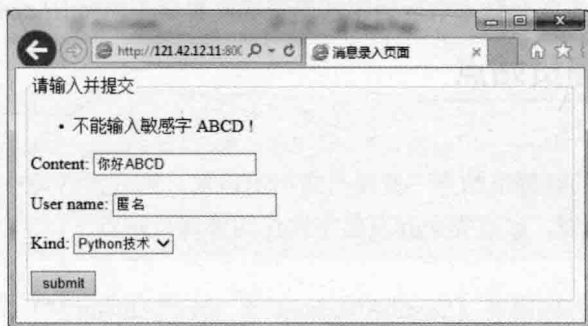 http://121.42.12.11:80
消息录入页面
请输入并提交
• 不能输入敏感字 ABCD！
Content: 你好ABCD
User name: 匿名
Kind: Python技术
submit